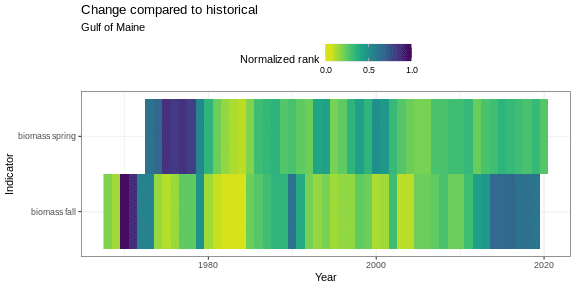 Change compared to historical
Gulf of Maine
Normalized rank
0.0 0.5 1.0
Indicator
biomass spring
biomass fall
1980 2000 2020
Year